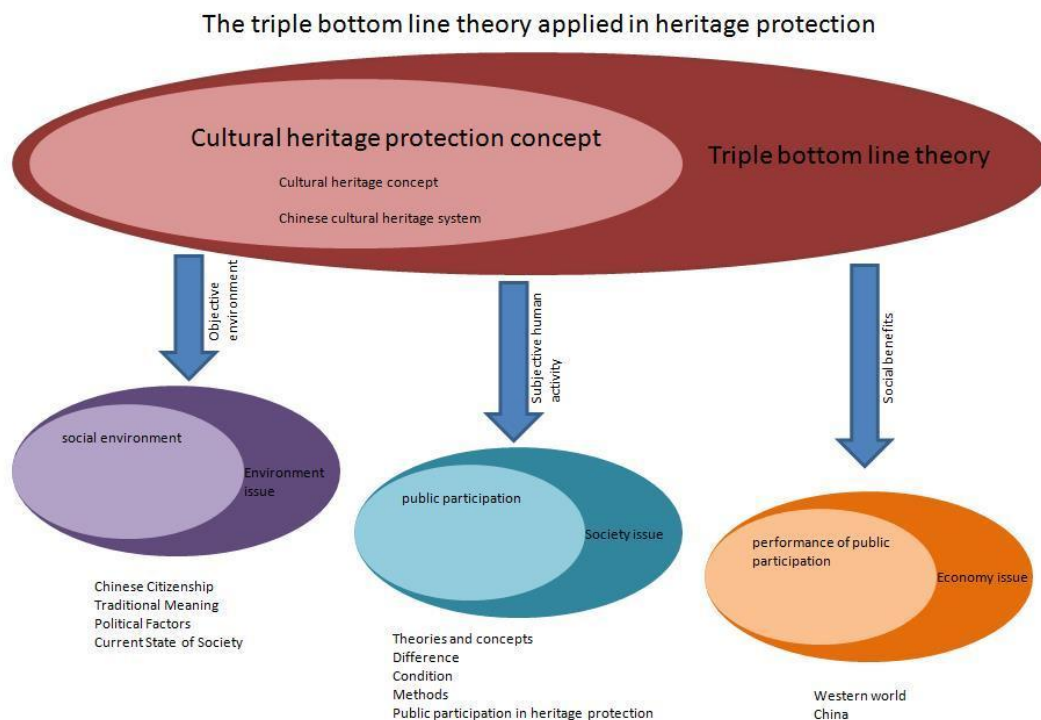 The triple bottom line theory applied in heritage protection
Cultural heritage protection concept
Triple bottom line theory
Cultural heritage concept
Chinese cultural heritage system
Objective
environment
Subjective human
activity
Social benefits
social environment
Environment
issue
public participation
Society issue
performance of public
participation
Economy issue
Chinese Citizenship
Traditional Meaning
Political Factors
Current State of Society
Theories and concepts
Difference
Condition
Methods
Public participation in heritage protection
Western world
China